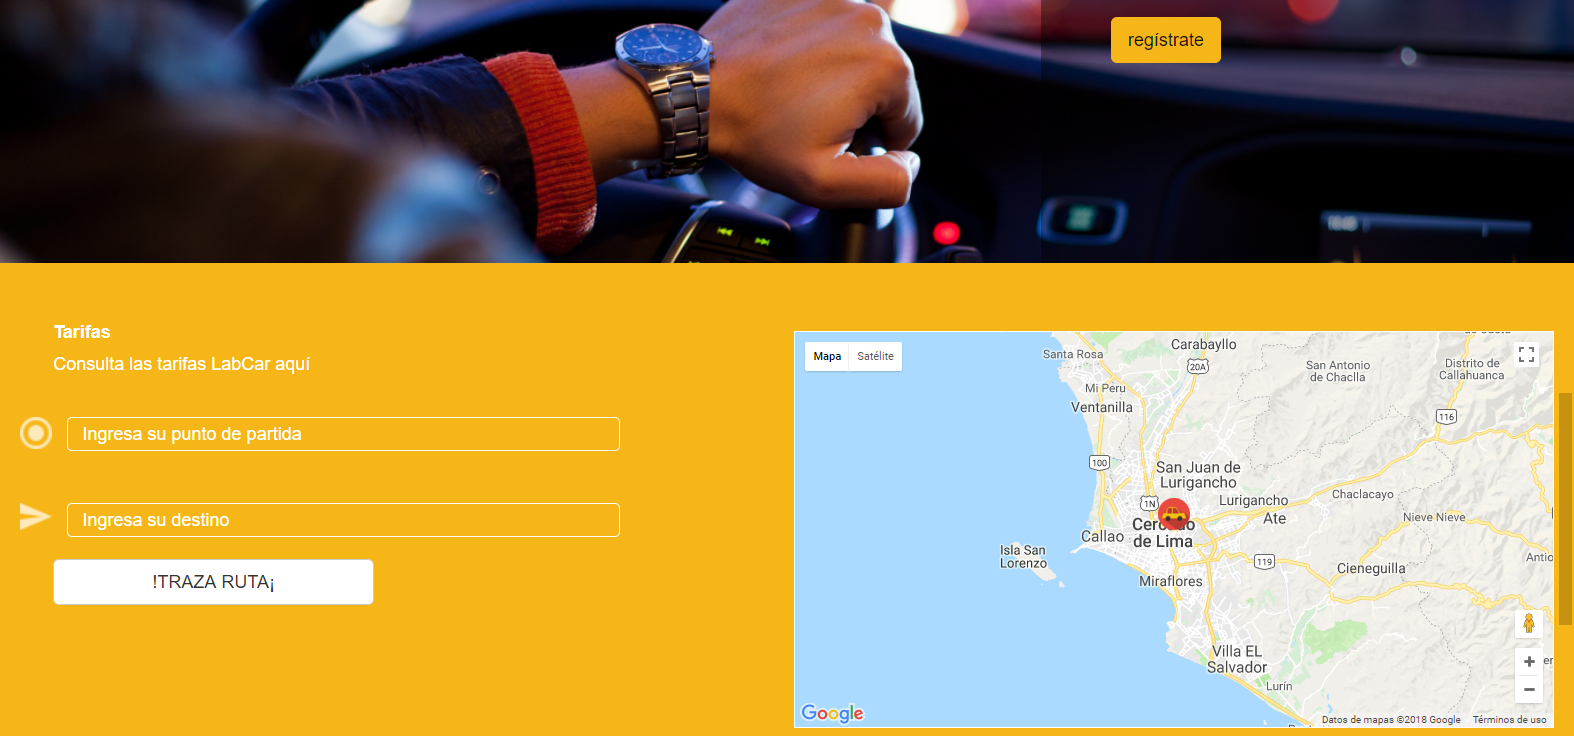 regístrate
Tarifas
Consulta las tarifas LabCar aquí
Ingresa su punto de partida
Ingresa su destino
!TRAZA RUTA¡
Mapa
Satélite
Santa Rosa
Carabayllo
20A
San Antonio
de Chaclla
Distrito de
Callahuanca
Mi Peru
Ventanilla
116
100
San Juan de
Lurigancho
1N
Lurigancho
Chaclacayo
Ate
Nieve Nieve
de Lima
Callao
Isla San
Lorenzo
119
Cieneguilla
Antio
Miraflores
Villa EL
Salvador
Lurín
Google
Datos de mapas ©2018 Google
Términos de uso